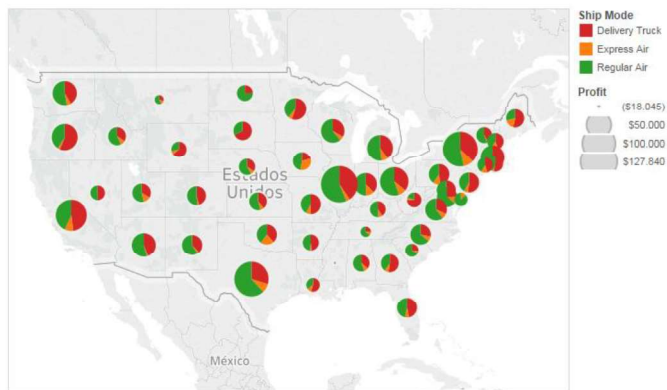 Ship Mode
Delivery Truck
Express Air
Regular Air
Profit
- ($18.045)
$50.000
$100.000
$127.840
Estados
Unidos
México